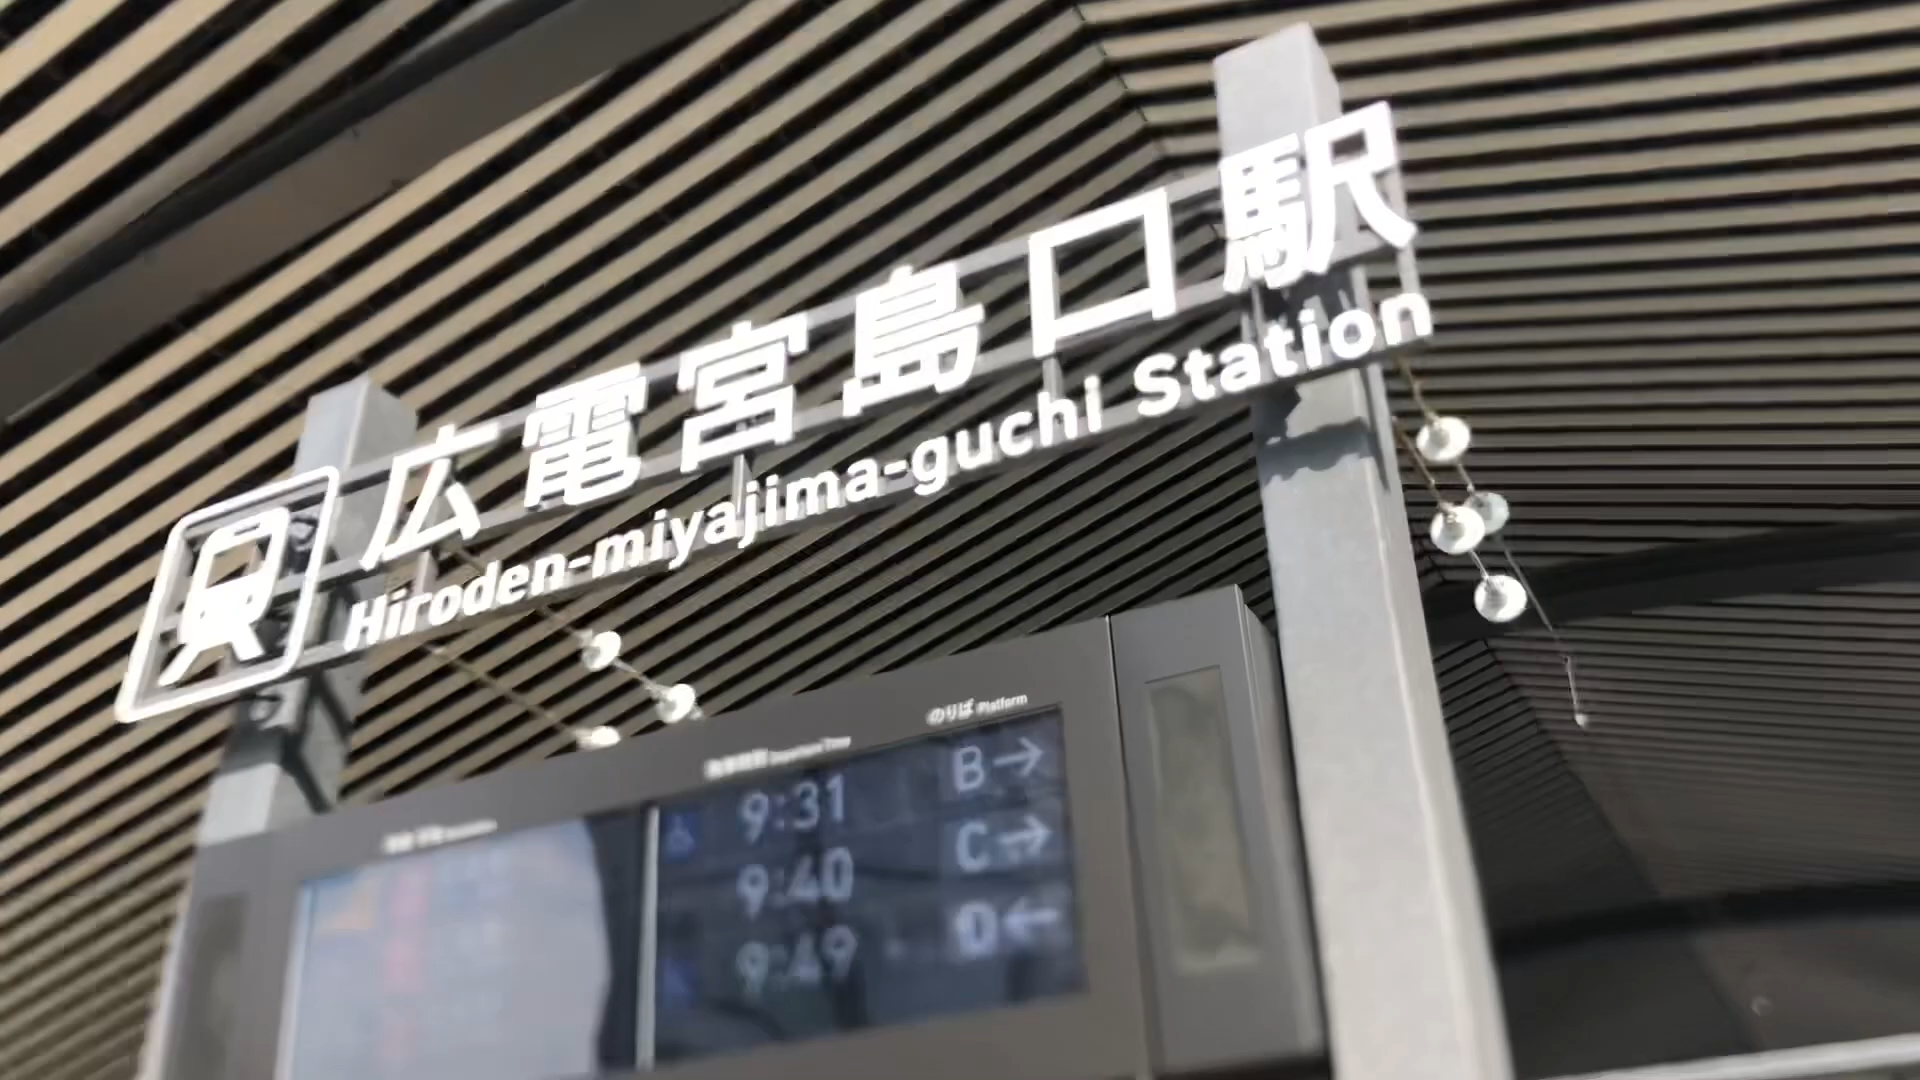 広電宮島口駅
Hiroden-miyajima-guchi Station
のりば Platform
9:31 B→
9:40 C→
9:49 D←